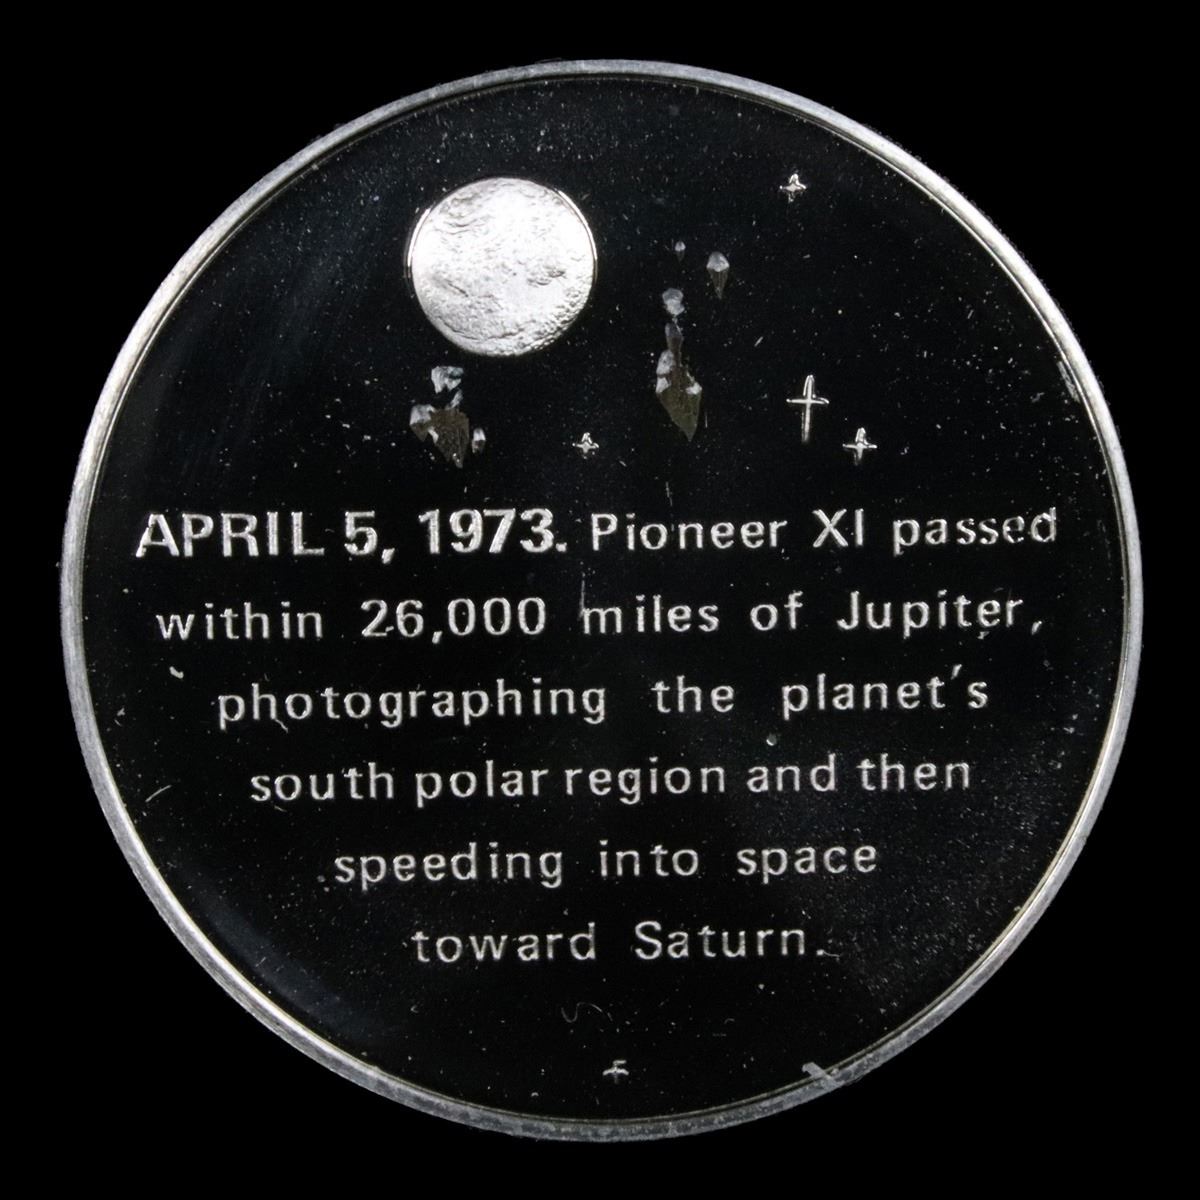 APRIL 5, 1973. Pioneer XI passed
within 26,000 miles of Jupiter,
photographing the planet's
south polar region and then
speeding into space
toward Saturn.